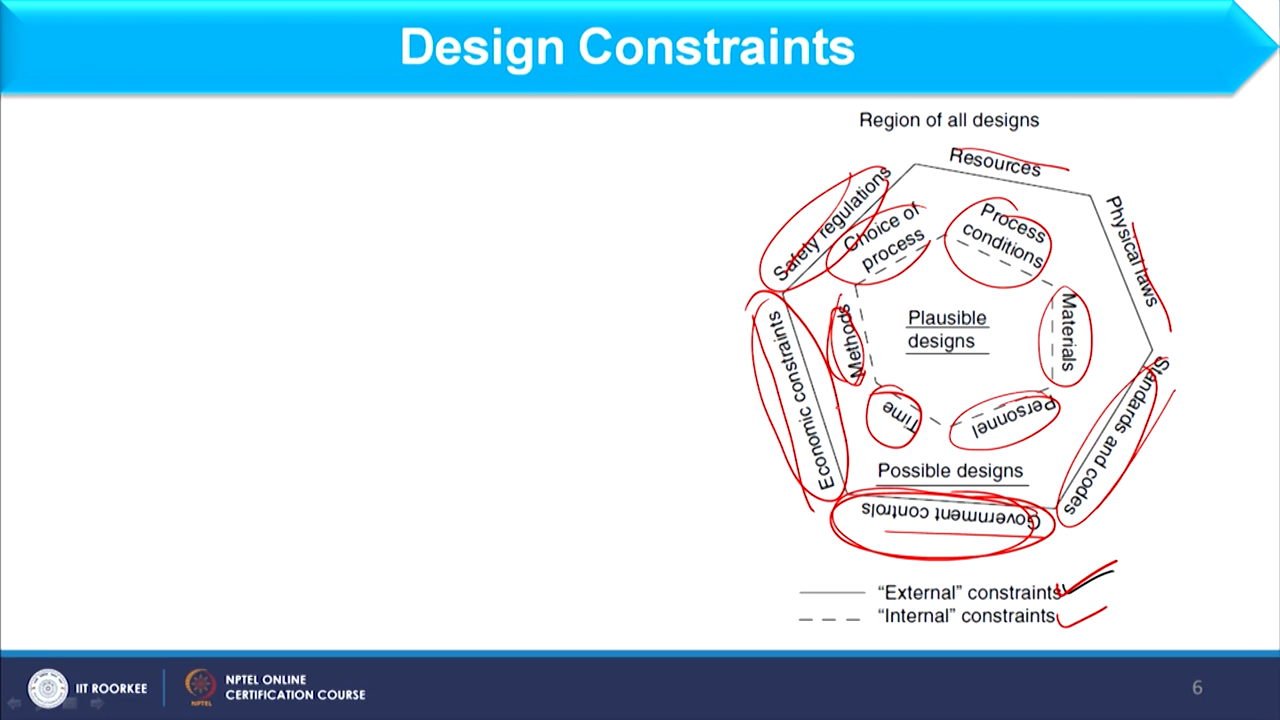 Design Constraints
Region of all designs
Resources
Physical laws
Safety regulations
Choice of
process
Process
conditions
Materials
Methods
Plausible
designs
Economic constraints
Standards and codes
Time
Personnel
Possible designs
Government controls
“External” constraints
“Internal” constraints
IIT ROORKEE
NPTEL
NPTEL ONLINE
CERTIFICATION COURSE
6